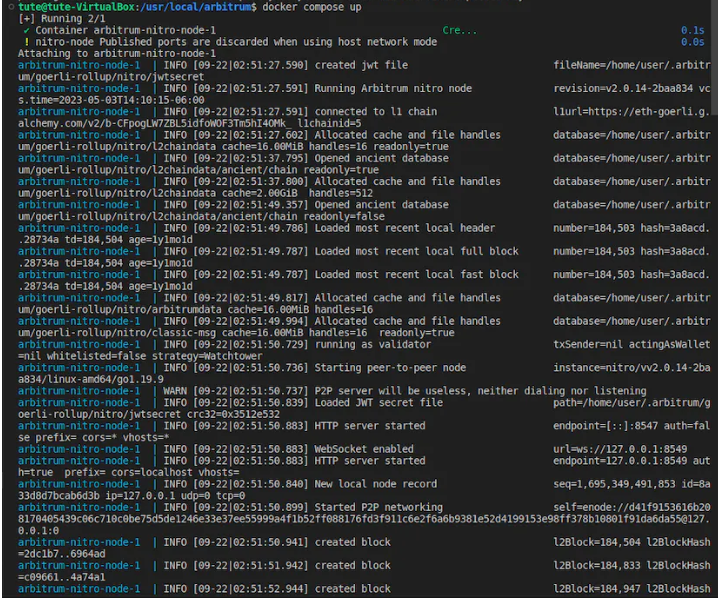 tute@tute-VirtualBox:/usr/local/arbitrum$ docker compose up
[+] Running 2/1
✓ Container arbitrum-nitro-node-1 Cre... 0.1s
! nitro-node Published ports are discarded when using host network mode 0.0s
Attaching to arbitrum-nitro-node-1
arbitrum-nitro-node-1 | INFO [09-22|02:51:27.590] created jwt file fileName=/home/user/.arbitr
um/goerli-rollup/nitro/jwtsecret
arbitrum-nitro-node-1 | INFO [09-22|02:51:27.591] Running Arbitrum nitro node revision=v2.0.14-2baa834 vc
s.time=2023-05-03T14:10:15-06:00
arbitrum-nitro-node-1 | INFO [09-22|02:51:27.591] connected to l1 chain l1url=https://eth-goerli.g.
alchemy.com/v2/b-CFpogLW7ZBL5idfoWOF3Tm5hI4OMk_ l1chainid=5
arbitrum-nitro-node-1 | INFO [09-22|02:51:27.602] Allocated cache and file handles database=/home/user/.arbitr
um/goerli-rollup/nitro/l2chaindata cache=16.00MiB handles=16 readonly=true
arbitrum-nitro-node-1 | INFO [09-22|02:51:37.795] Opened ancient database database=/home/user/.arbitr
um/goerli-rollup/nitro/l2chaindata/ancient/chain readonly=true
arbitrum-nitro-node-1 | INFO [09-22|02:51:37.800] Allocated cache and file handles database=/home/user/.arbitr
um/goerli-rollup/nitro/l2chaindata cache=2.00GiB handles=512
arbitrum-nitro-node-1 | INFO [09-22|02:51:49.357] Opened ancient database database=/home/user/.arbitr
um/goerli-rollup/nitro/l2chaindata/ancient/chain readonly=false
arbitrum-nitro-node-1 | INFO [09-22|02:51:49.786] Loaded most recent local header number=184,503 hash=3a8acd.
.28734a td=184,504 age=1y1mo1d
arbitrum-nitro-node-1 | INFO [09-22|02:51:49.787] Loaded most recent local full block number=184,503 hash=3a8acd.
.28734a td=184,504 age=1y1mo1d
arbitrum-nitro-node-1 | INFO [09-22|02:51:49.787] Loaded most recent local fast block number=184,503 hash=3a8acd.
.28734a td=184,504 age=1y1mo1d
arbitrum-nitro-node-1 | INFO [09-22|02:51:49.817] Allocated cache and file handles database=/home/user/.arbitr
um/goerli-rollup/nitro/arbitrumdata cache=16.00MiB handles=16
arbitrum-nitro-node-1 | INFO [09-22|02:51:49.994] Allocated cache and file handles database=/home/user/.arbitr
um/goerli-rollup/nitro/classic-msg cache=16.00MiB handles=16 readonly=true
arbitrum-nitro-node-1 | INFO [09-22|02:51:50.729] running as validator txSender=nil actingAsWallet
=nil whitelisted=false strategy=Watchtower
arbitrum-nitro-node-1 | INFO [09-22|02:51:50.736] Starting peer-to-peer node instance=nitro/vv2.0.14-2ba
a834/linux-amd64/go1.19.9
arbitrum-nitro-node-1 | WARN [09-22|02:51:50.737] P2P server will be useless, neither dialing nor listening
arbitrum-nitro-node-1 | INFO [09-22|02:51:50.839] Loaded JWT secret file path=/home/user/.arbitrum/g
oerli-rollup/nitro/jwtsecret crc32=0x3512e532
arbitrum-nitro-node-1 | INFO [09-22|02:51:50.883] HTTP server started endpoint=[::]:8547 auth=fal
se prefix= cors=* vhosts=*
arbitrum-nitro-node-1 | INFO [09-22|02:51:50.883] WebSocket enabled url=ws://127.0.0.1:8549
arbitrum-nitro-node-1 | INFO [09-22|02:51:50.883] HTTP server started endpoint=127.0.0.1:8549 aut
h=true prefix= cors=localhost vhosts=
arbitrum-nitro-node-1 | INFO [09-22|02:51:50.840] New local node record seq=1,695,349,491,853 id=8a
33d8d7bcab6d3b ip=127.0.0.1 udp=0 tcp=0
arbitrum-nitro-node-1 | INFO [09-22|02:51:50.899] Started P2P networking self=enode://d41f9153616b20
8170405439c06c710c0be75d5de1246e33e37ee55999a4f1b52ff088176fd3f911c6e2f6a6b9381e52d4199153e98ff378b10801f91da6da55@127.
0.0.1:0
arbitrum-nitro-node-1 | INFO [09-22|02:51:50.941] created block l2Block=184,504 l2BlockHash
=2dc1b7..6964ad
arbitrum-nitro-node-1 | INFO [09-22|02:51:51.942] created block l2Block=184,833 l2BlockHash
=c09661..4a74a1
arbitrum-nitro-node-1 | INFO [09-22|02:51:52.944] created block l2Block=184,947 l2BlockHash